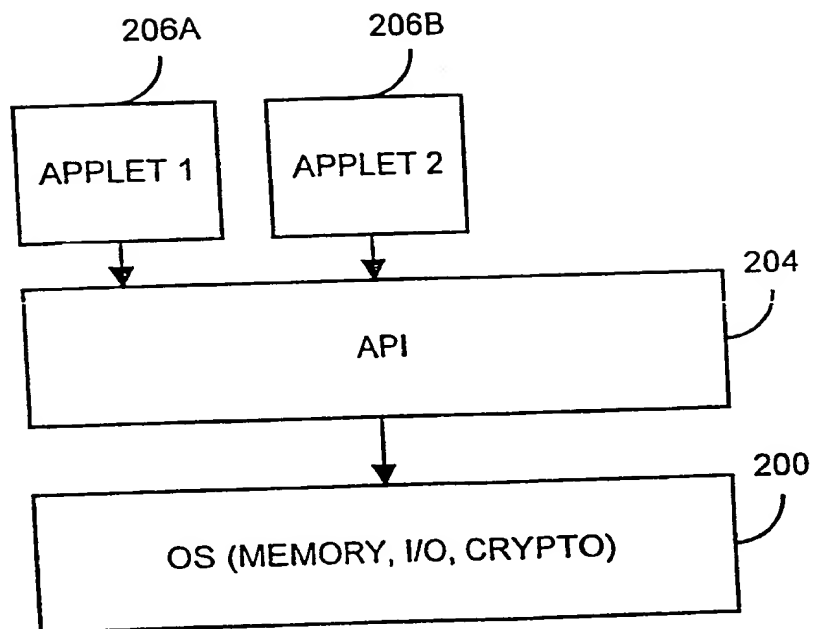 206A
206B
APPLET 1
APPLET 2
204
API
200
OS (MEMORY, I/O, CRYPTO)